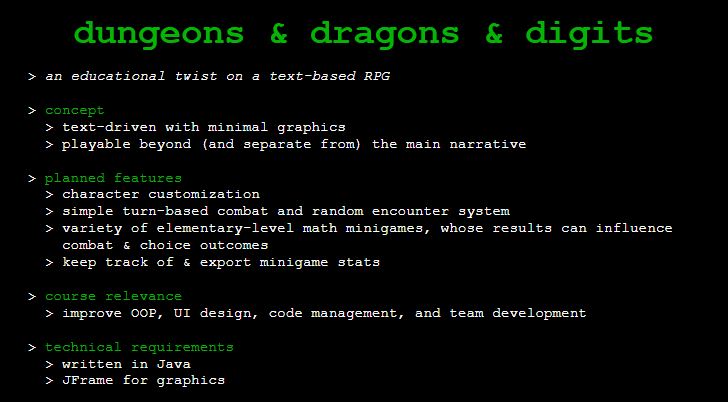 dungeons & dragons & digits
> an educational twist on a text-based RPG
> concept
> text-driven with minimal graphics
> playable beyond (and separate from) the main narrative
> planned features
> character customization
> simple turn-based combat and random encounter system
> variety of elementary-level math minigames, whose results can influence
combat & choice outcomes
> keep track of & export minigame stats
> course relevance
> improve OOP, UI design, code management, and team development
> technical requirements
> written in Java
> JFrame for graphics